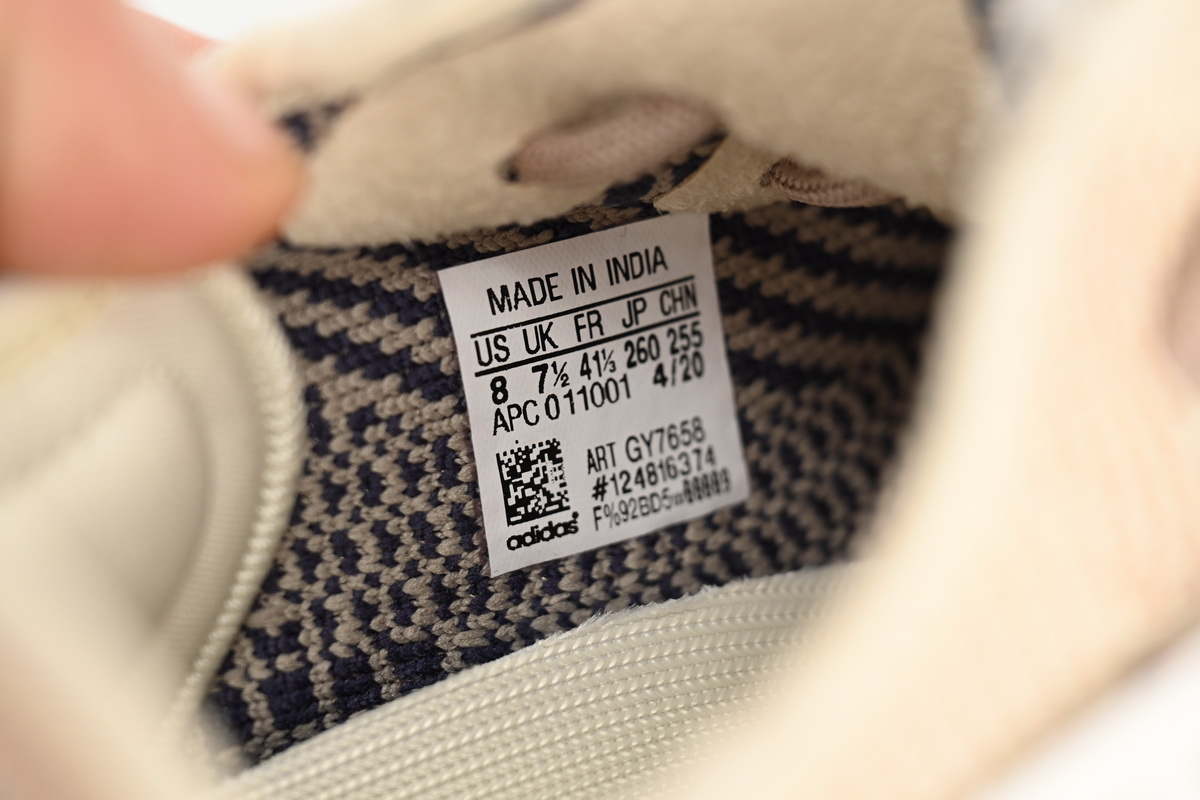 MADE IN INDIA
US UK FR JP CHN
8 7½ 41⅓ 260 255
APC 011001 4/20
ART GY7658
#124816374
F%92BD5
adidas